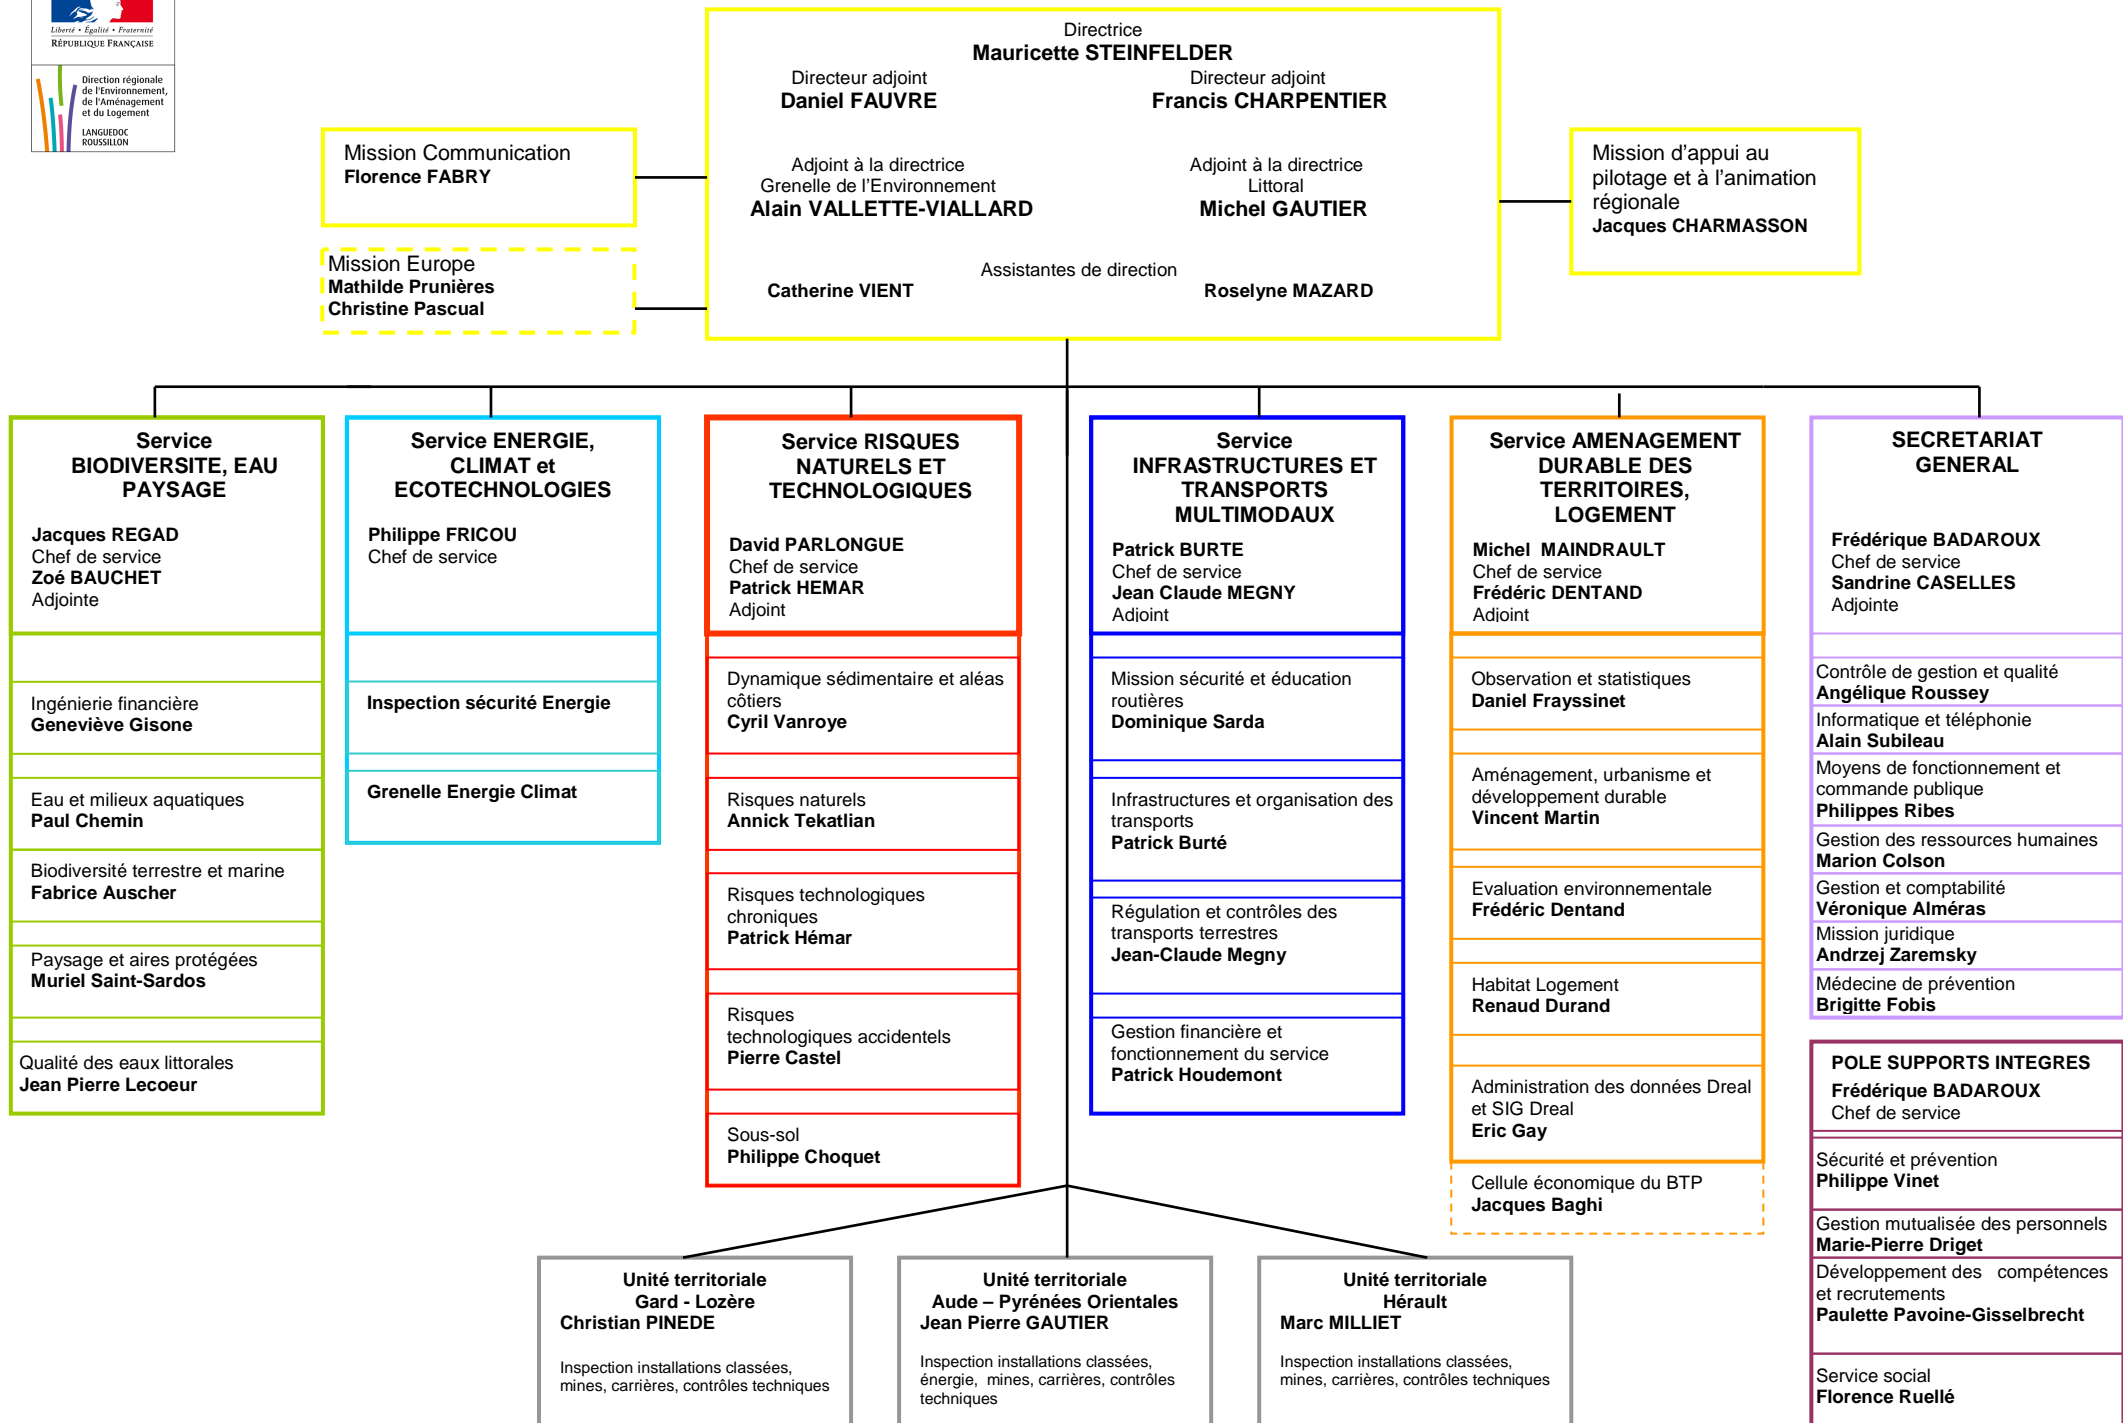 Liberté • Égalité • Fraternité
RÉPUBLIQUE FRANÇAISE
Direction régionale
de l'Environnement,
de l'Aménagement
et du Logement
LANGUEDOC
ROUSSILLON
Directrice
Mauricette STEINFELDER
Directeur adjoint
Daniel FAUVRE
Directeur adjoint
Francis CHARPENTIER
Adjoint à la directrice
Grenelle de l'Environnement
Alain VALLETTE-VIALLARD
Adjoint à la directrice
Littoral
Michel GAUTIER
Assistantes de direction
Catherine VIENT
Roselyne MAZARD
Mission Communication
Florence FABRY
Mission Europe
Mathilde Prunières
Christine Pascual
Mission d'appui au
pilotage et à l'animation
régionale
Jacques CHARMASSON
Service
BIODIVERSITE, EAU
PAYSAGE
Jacques REGAD
Chef de service
Zoé BAUCHET
Adjointe
Ingénierie financière
Geneviève Gisone
Eau et milieux aquatiques
Paul Chemin
Biodiversité terrestre et marine
Fabrice Auscher
Paysage et aires protégées
Muriel Saint-Sardos
Qualité des eaux littorales
Jean Pierre Lecoeur
Service ENERGIE,
CLIMAT et
ECOTECHNOLOGIES
Philippe FRICOU
Chef de service
Inspection sécurité Energie
Grenelle Energie Climat
Service RISQUES
NATURELS ET
TECHNOLOGIQUES
David PARLONGUE
Chef de service
Patrick HEMAR
Adjoint
Dynamique sédimentaire et aléas
côtiers
Cyril Vanroye
Risques naturels
Annick Tekatlian
Risques technologiques
chroniques
Patrick Hémar
Risques
technologiques accidentels
Pierre Castel
Sous-sol
Philippe Choquet
Service
INFRASTRUCTURES ET
TRANSPORTS
MULTIMODAUX
Patrick BURTE
Chef de service
Jean Claude MEGNY
Adjoint
Mission sécurité et éducation
routières
Dominique Sarda
Infrastructures et organisation des
transports
Patrick Burté
Régulation et contrôles des
transports terrestres
Jean-Claude Megny
Gestion financière et
fonctionnement du service
Patrick Houdemont
Service AMENAGEMENT
DURABLE DES
TERRITOIRES,
LOGEMENT
Michel MAINDRAULT
Chef de service
Frédéric DENTAND
Adjoint
Observation et statistiques
Daniel Frayssinet
Aménagement, urbanisme et
développement durable
Vincent Martin
Evaluation environnementale
Frédéric Dentand
Habitat Logement
Renaud Durand
Administration des données Dreal
et SIG Dreal
Eric Gay
Cellule économique du BTP
Jacques Baghi
SECRETARIAT
GENERAL
Frédérique BADAROUX
Chef de service
Sandrine CASELLES
Adjointe
Contrôle de gestion et qualité
Angélique Roussey
Informatique et téléphonie
Alain Subileau
Moyens de fonctionnement et
commande publique
Philippes Ribes
Gestion des ressources humaines
Marion Colson
Gestion et comptabilité
Véronique Alméras
Mission juridique
Andrzej Zaremsky
Médecine de prévention
Brigitte Fobis
POLE SUPPORTS INTEGRES
Frédérique BADAROUX
Chef de service
Sécurité et prévention
Philippe Vinet
Gestion mutualisée des personnels
Marie-Pierre Driget
Développement des compétences
et recrutements
Paulette Pavoine-Gisselbrecht
Service social
Florence Ruellé
Unité territoriale
Gard - Lozère
Christian PINEDE
Inspection installations classées,
mines, carrières, contrôles techniques
Unité territoriale
Aude – Pyrénées Orientales
Jean Pierre GAUTIER
Inspection installations classées,
énergie, mines, carrières, contrôles
techniques
Unité territoriale
Hérault
Marc MILLIET
Inspection installations classées,
mines, carrières, contrôles techniques